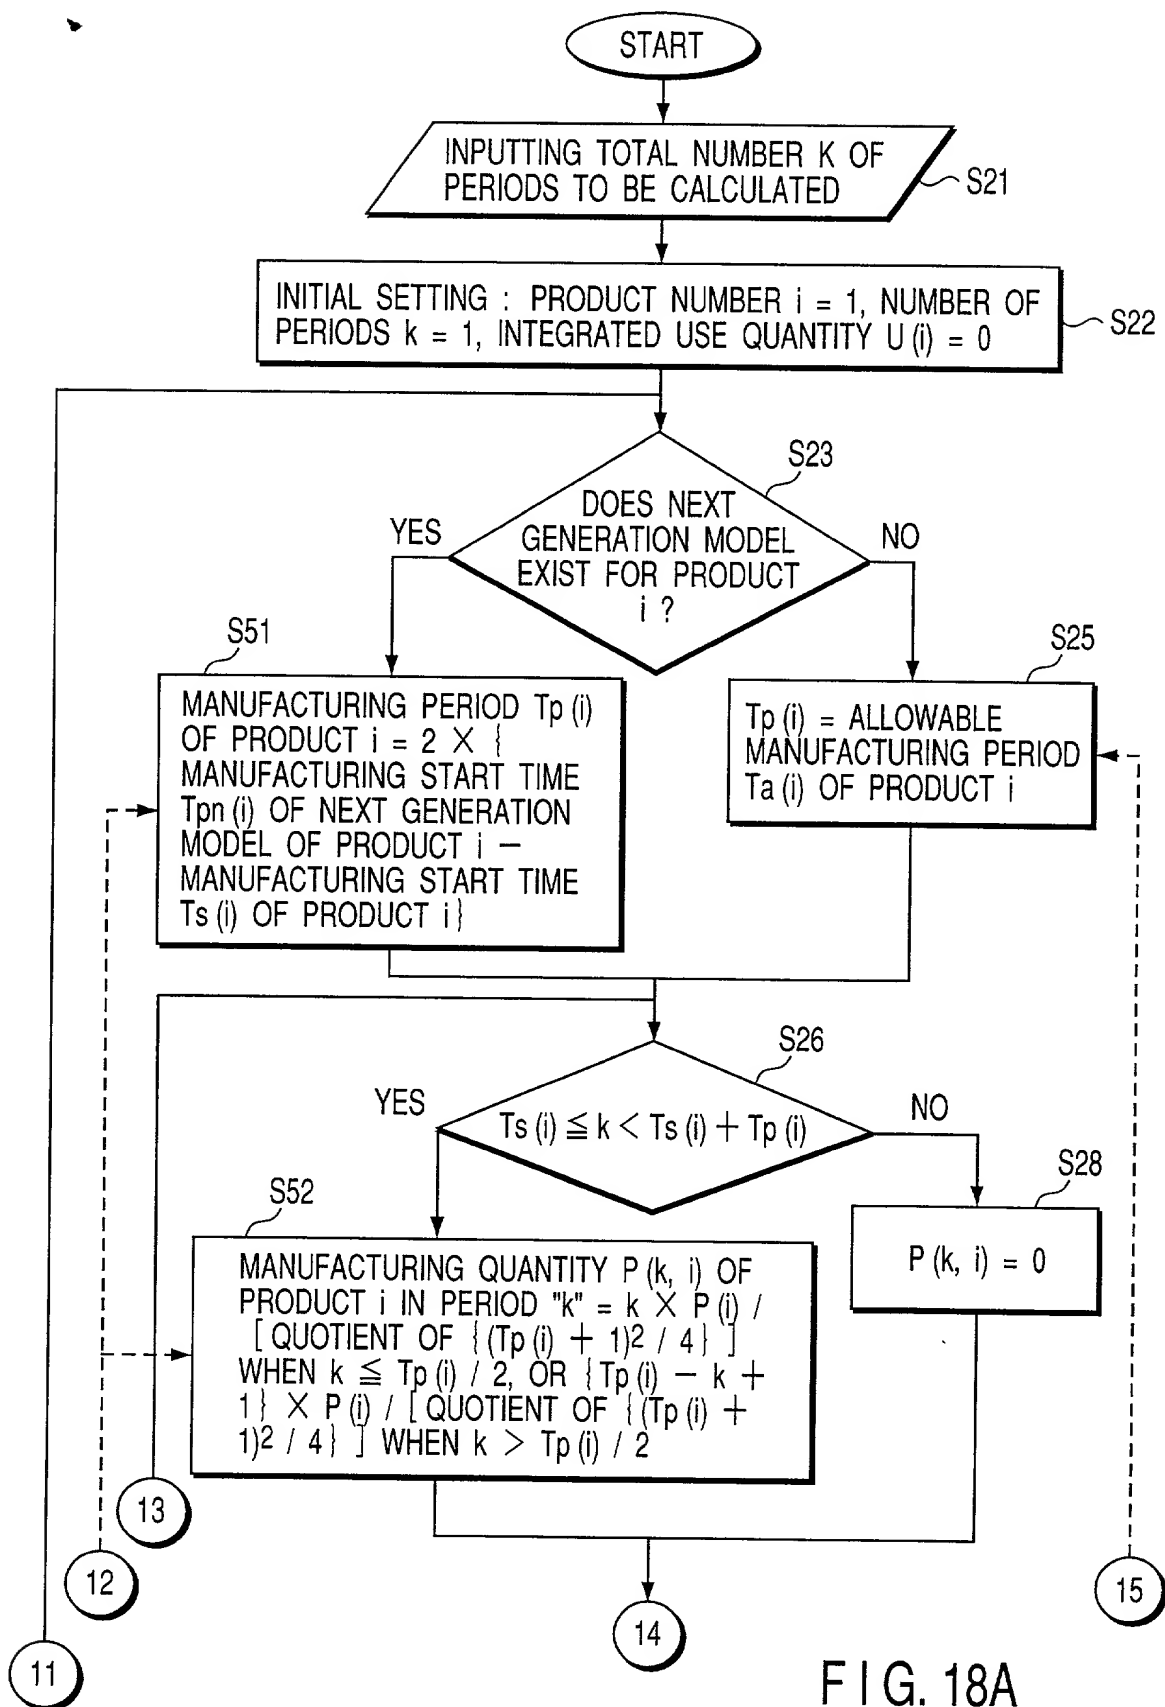 START
INPUTTING TOTAL NUMBER K OF
PERIODS TO BE CALCULATED
S21
INITIAL SETTING : PRODUCT NUMBER i = 1, NUMBER OF
PERIODS k = 1, INTEGRATED USE QUANTITY U (i) = 0
S22
S23
DOES NEXT
GENERATION MODEL
EXIST FOR PRODUCT
i ?
YES
NO
S51
MANUFACTURING PERIOD Tp (i)
OF PRODUCT i = 2 × {
MANUFACTURING START TIME
Tpn (i) OF NEXT GENERATION
MODEL OF PRODUCT i −
MANUFACTURING START TIME
Ts (i) OF PRODUCT i}
S25
Tp (i) = ALLOWABLE
MANUFACTURING PERIOD
Ta (i) OF PRODUCT i
S26
YES
Ts (i) ≦ k < Ts (i) + Tp (i)
NO
S52
MANUFACTURING QUANTITY P (k, i) OF
PRODUCT i IN PERIOD "k" = k × P (i) /
[ QUOTIENT OF {(Tp (i) + 1)² / 4} ]
WHEN k ≦ Tp (i) / 2, OR {Tp (i) − k +
1} × P (i) / [ QUOTIENT OF {(Tp (i) +
1)² / 4} ] WHEN k > Tp (i) / 2
S28
P (k, i) = 0
13
12
11
14
15
FIG. 18A